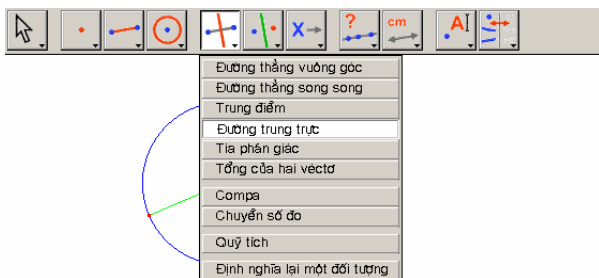 X
?
cm
A
Đường thẳng vuông góc
Đường thẳng song song
Trung điểm
Đường trung trực
Tia phân giác
Tổng của hai véctơ
Compa
Chuyển số đo
Quỹ tích
Định nghĩa lại một đối tượng